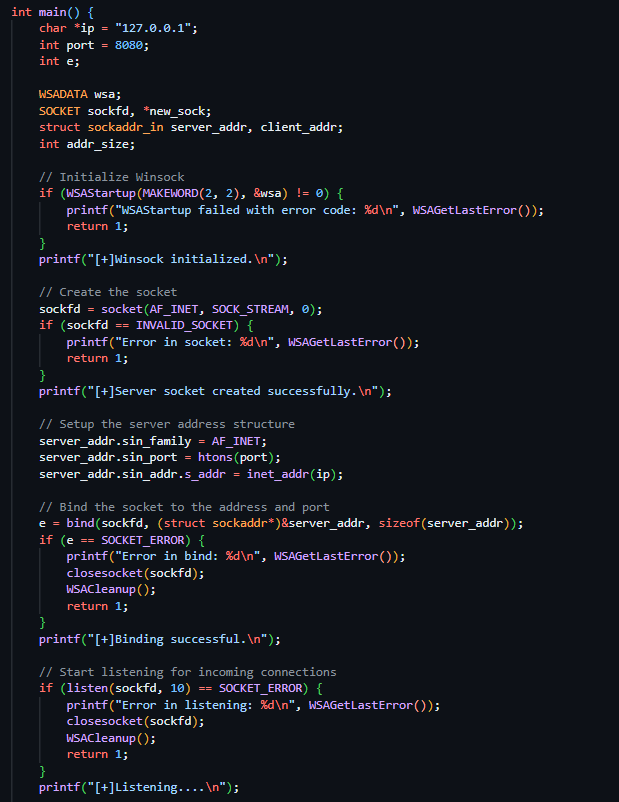 int main() {
    char *ip = "127.0.0.1";
    int port = 8080;
    int e;

    WSADATA wsa;
    SOCKET sockfd, *new_sock;
    struct sockaddr_in server_addr, client_addr;
    int addr_size;

    // Initialize Winsock
    if (WSAStartup(MAKEWORD(2, 2), &wsa) != 0) {
        printf("WSAStartup failed with error code: %d\n", WSAGetLastError());
        return 1;
    }
    printf("[+]Winsock initialized.\n");

    // Create the socket
    sockfd = socket(AF_INET, SOCK_STREAM, 0);
    if (sockfd == INVALID_SOCKET) {
        printf("Error in socket: %d\n", WSAGetLastError());
        return 1;
    }
    printf("[+]Server socket created successfully.\n");

    // Setup the server address structure
    server_addr.sin_family = AF_INET;
    server_addr.sin_port = htons(port);
    server_addr.sin_addr.s_addr = inet_addr(ip);

    // Bind the socket to the address and port
    e = bind(sockfd, (struct sockaddr*)&server_addr, sizeof(server_addr));
    if (e == SOCKET_ERROR) {
        printf("Error in bind: %d\n", WSAGetLastError());
        closesocket(sockfd);
        WSACleanup();
        return 1;
    }
    printf("[+]Binding successful.\n");

    // Start listening for incoming connections
    if (listen(sockfd, 10) == SOCKET_ERROR) {
        printf("Error in listening: %d\n", WSAGetLastError());
        closesocket(sockfd);
        WSACleanup();
        return 1;
    }
    printf("[+]Listening....\n");